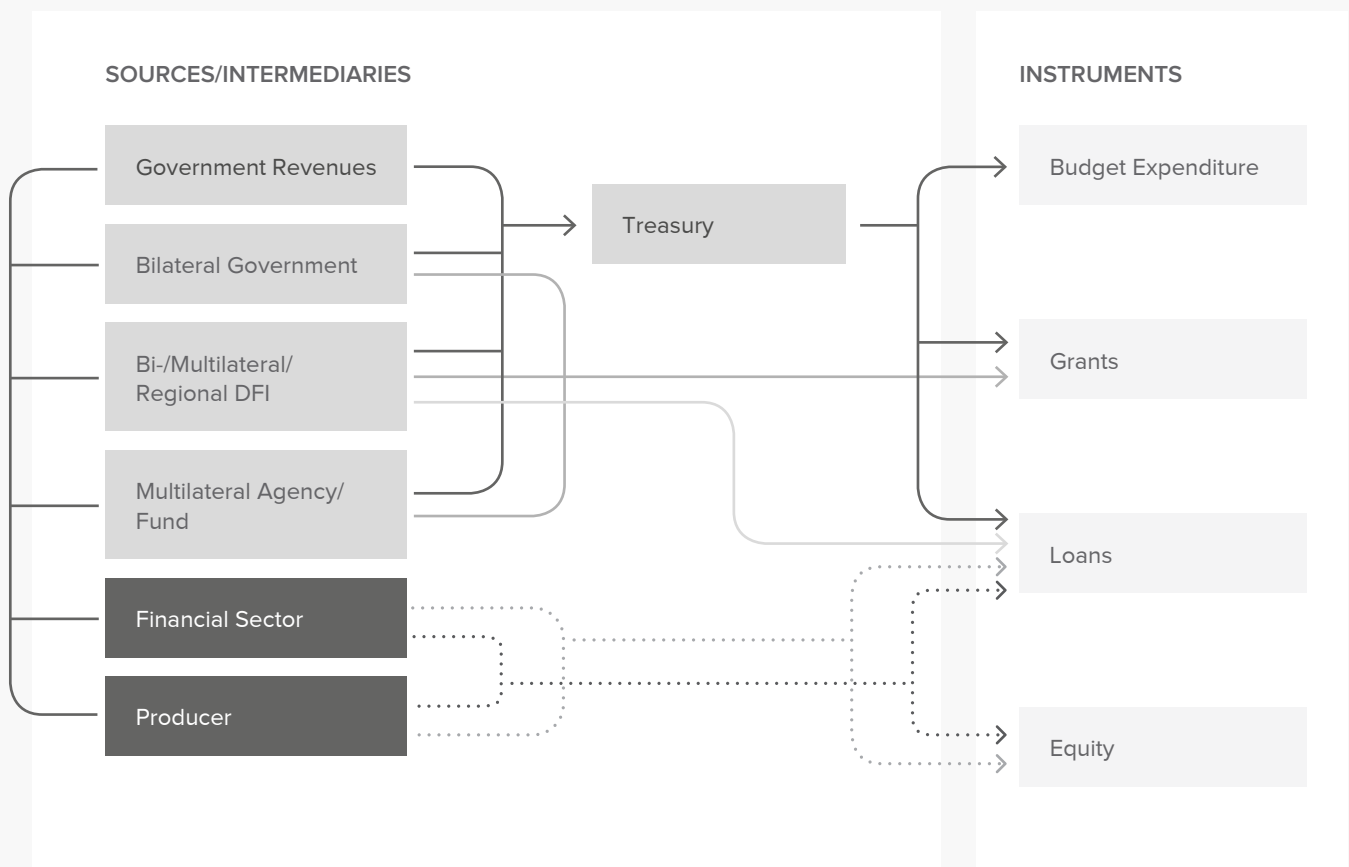 SOURCES/INTERMEDIARIES
INSTRUMENTS
Government Revenues
Bilateral Government
Bi-/Multilateral/
Regional DFI
Multilateral Agency/
Fund
Financial Sector
Producer
Treasury
Budget Expenditure
Grants
Loans
Equity